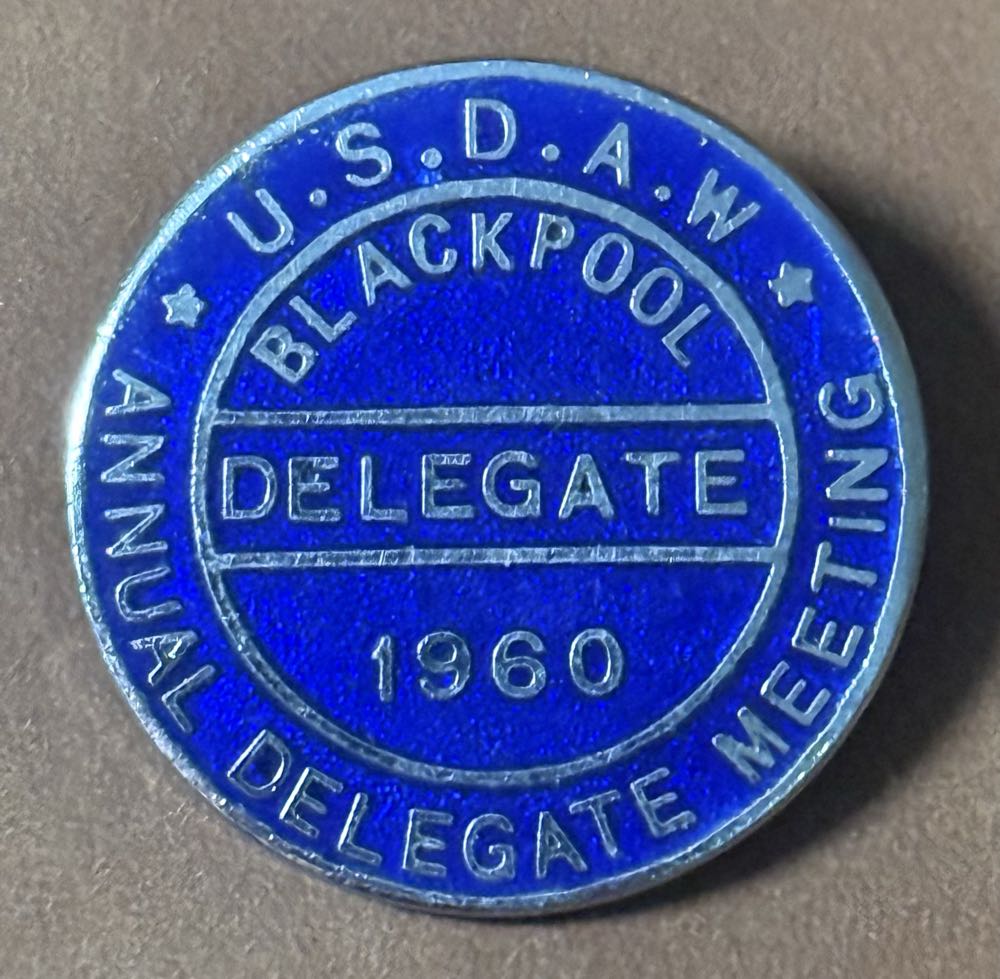 U.S.D.A.W
BLACKPOOL
DELEGATE
1960
ANNUAL DELEGATE MEETING